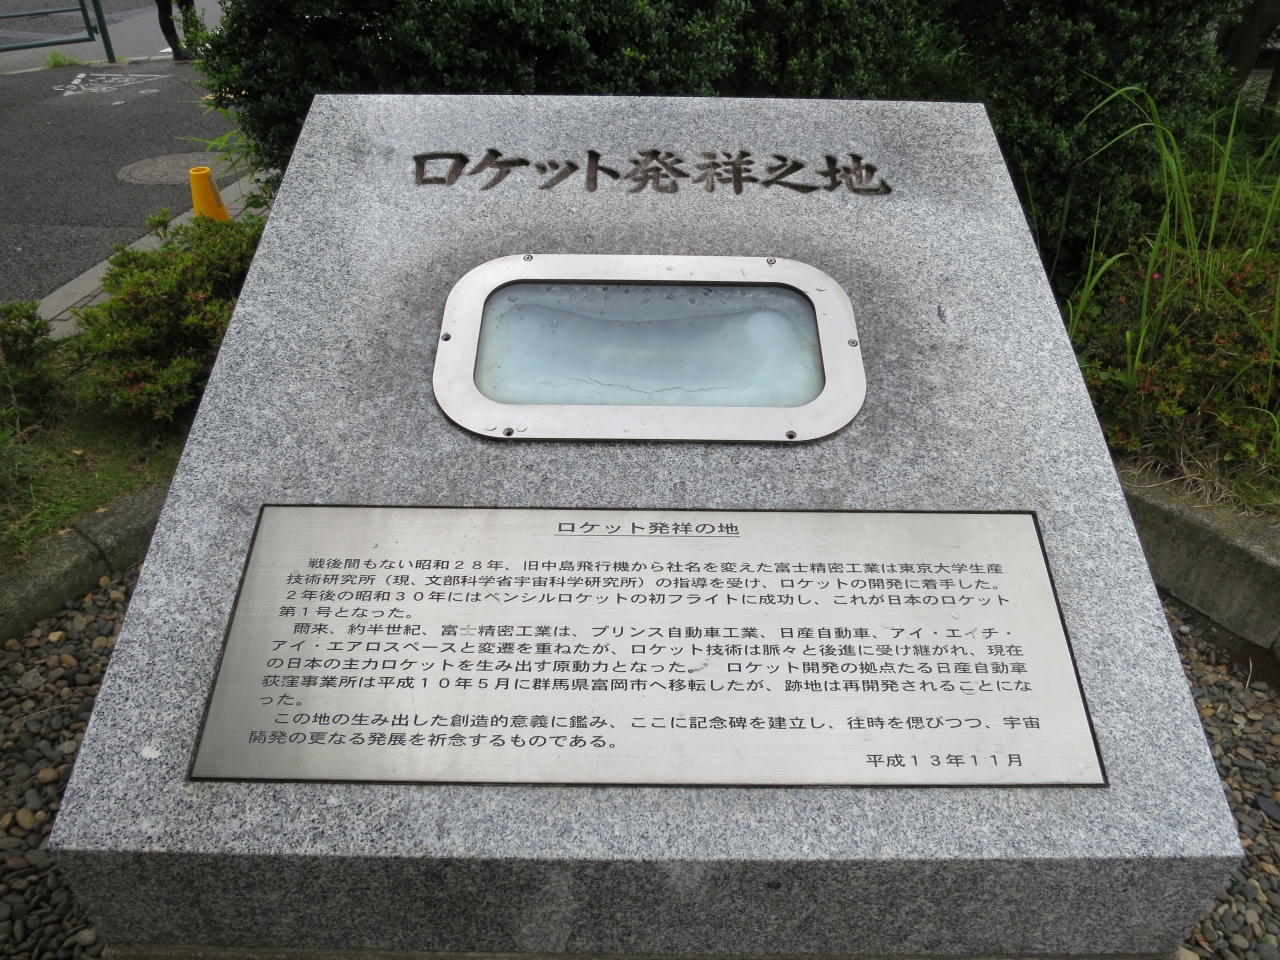 ロケット発祥之地
ロケット発祥の地
戦後間もない昭和２８年、旧中島飛行機から社名を変えた富士精密工業は東京大学生産
技術研究所（現、文部科学省宇宙科学研究所）の指導を受け、ロケットの開発に着手した。
２年後の昭和３０年にはペンシルロケットの初フライトに成功し、これが日本のロケット
第１号となった。
爾来、約半世紀、富士精密工業は、プリンス自動車工業、日産自動車、アイ・エイチ・
アイ・エアロスペースと変遷を重ねたが、ロケット技術は脈々と後進に受け継がれ、現在
の日本の主力ロケットを生み出す原動力となった。　ロケット開発の拠点たる日産自動車
荻窪事業所は平成１０年５月に群馬県富岡市へ移転したが、跡地は再開発されることにな
った。
この地の生み出した創造的意義に鑑み、ここに記念碑を建立し、往時を偲びつつ、宇宙
開発の更なる発展を祈念するものである。
平成１３年１１月